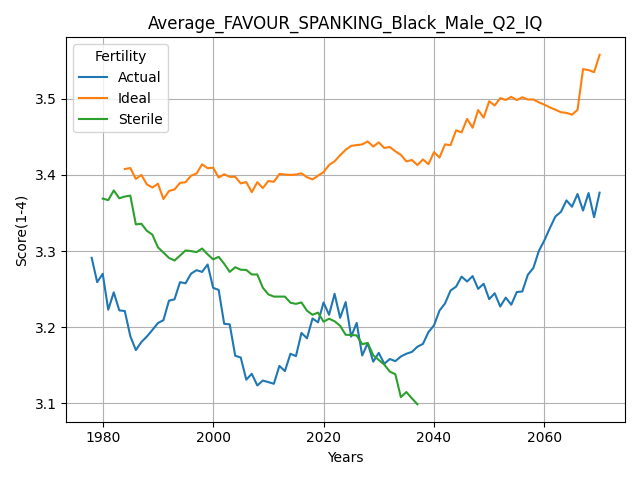 Average_FAVOUR_SPANKING_Black_Male_Q2_IQ
Fertility
Actual
Ideal
Sterile
Score(1-4)
3.5
3.4
3.3
3.2
3.1
1980
2000
2020
2040
2060
Years